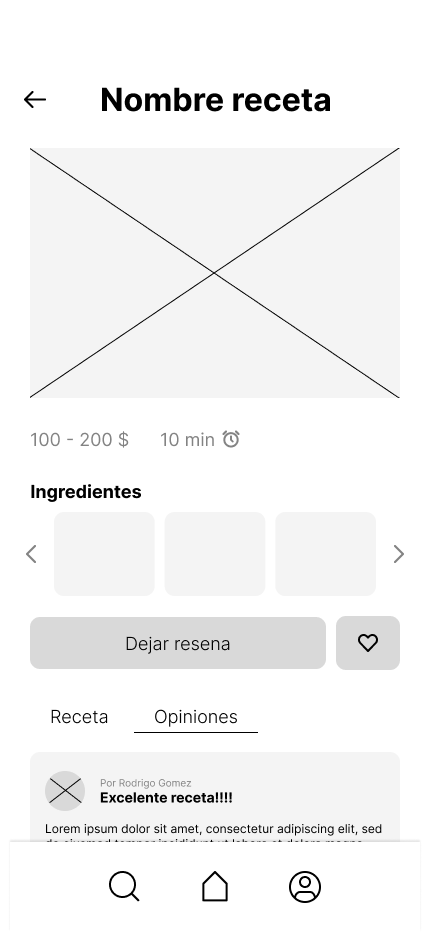 Nombre receta
100 - 200 $ 10 min
Ingredientes
Dejar resena
Receta Opiniones
Por Rodrigo Gomez
Excelente receta!!!!
Lorem ipsum dolor sit amet, consectetur adipiscing elit, sed